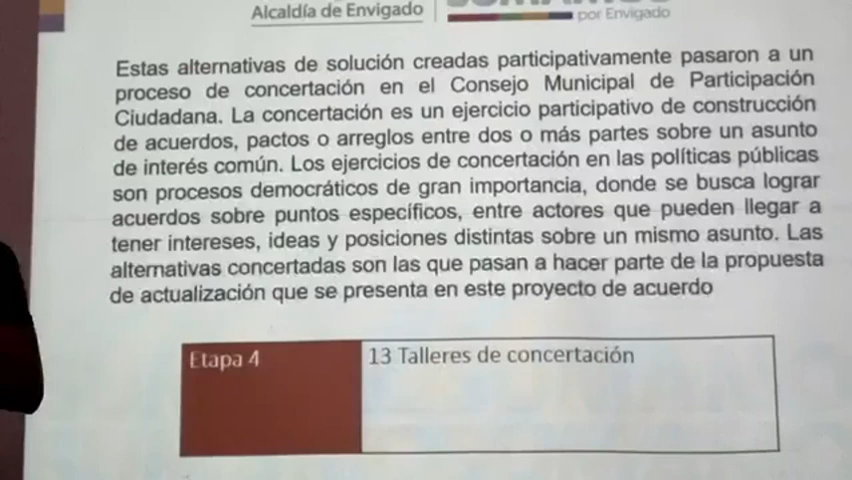 Alcaldía de Envigado
por Envigado
Estas alternativas de solución creadas participativamente pasaron a un
proceso de concertación en el Consejo Municipal de Participación
Ciudadana. La concertación es un ejercicio participativo de construcción
de acuerdos, pactos o arreglos entre dos o más partes sobre un asunto
de interés común. Los ejercicios de concertación en las políticas públicas
son procesos democráticos de gran importancia, donde se busca lograr
acuerdos sobre puntos específicos, entre actores que pueden llegar a
tener intereses, ideas y posiciones distintas sobre un mismo asunto. Las
alternativas concertadas son las que pasan a hacer parte de la propuesta
de actualización que se presenta en este proyecto de acuerdo
Etapa 4
13 Talleres de concertación